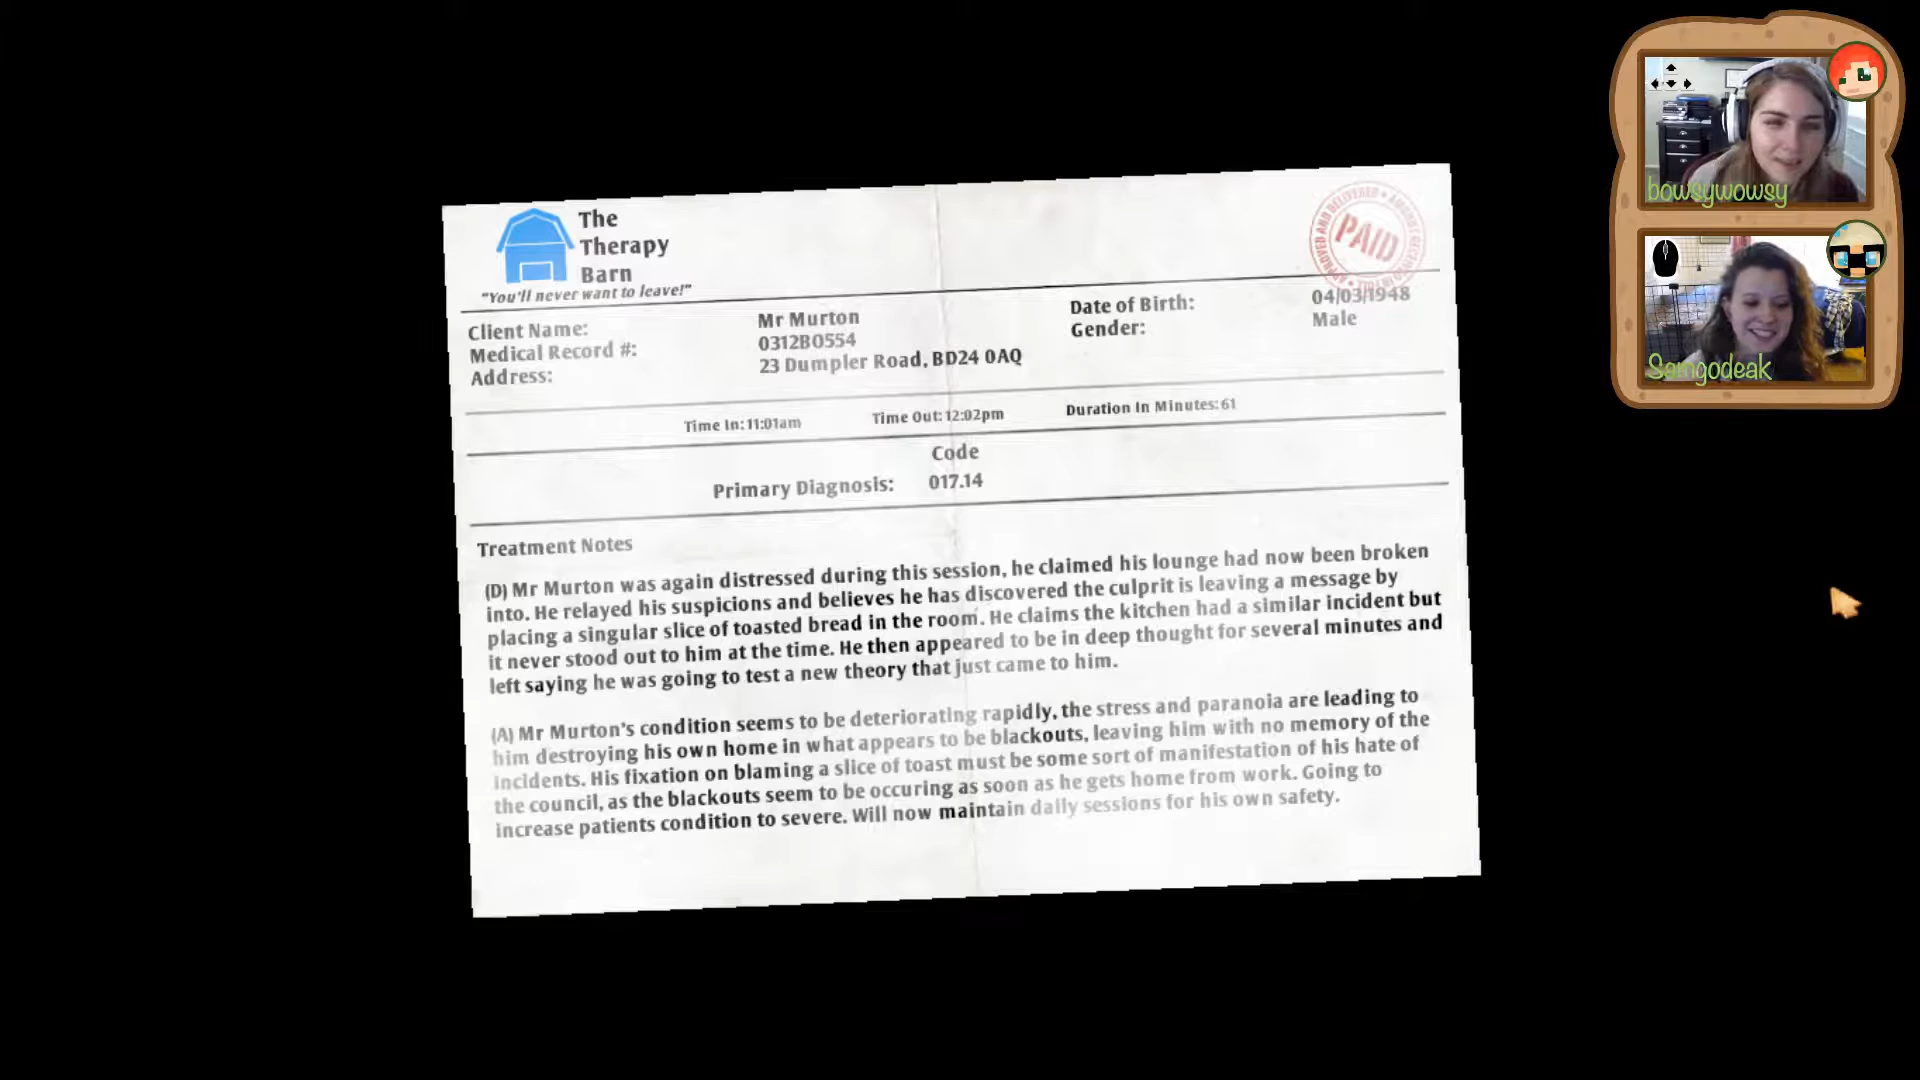 The
Therapy
Barn
"You'll never want to leave!"
PAID
Client Name: Mr Murton
Medical Record #: 0312B0554
Address: 23 Dumpler Road, BD24 0AQ
Date of Birth: 04/03/1948
Gender: Male
Time In: 11:01am Time Out: 12:02pm Duration In Minutes: 61
Code
Primary Diagnosis: 017.14
Treatment Notes
(D) Mr Murton was again distressed during this session, he claimed his lounge had now been broken
into. He relayed his suspicions and believes he has discovered the culprit is leaving a message by
placing a singular slice of toasted bread in the room. He claims the kitchen had a similar incident but
it never stood out to him at the time. He then appeared to be in deep thought for several minutes and
left saying he was going to test a new theory that just came to him.
(A) Mr Murton's condition seems to be deteriorating rapidly, the stress and paranoia are leading to
him destroying his own home in what appears to be blackouts, leaving him with no memory of the
incidents. His fixation on blaming a slice of toast must be some sort of manifestation of his hate of
the council, as the blackouts seem to be occuring as soon as he gets home from work. Going to
increase patients condition to severe. Will now maintain daily sessions for his own safety.
bowsywowsy
Samgodeak